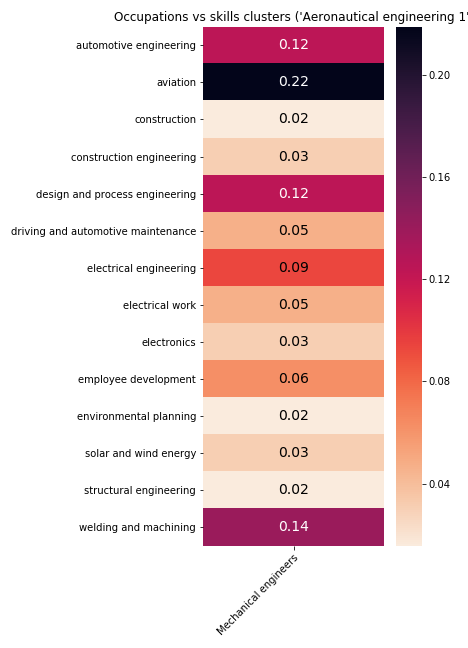 Occupations vs skills clusters ('Aeronautical engineering 1'
automotive engineering 0.12
aviation 0.22
construction 0.02
construction engineering 0.03
design and process engineering 0.12
driving and automotive maintenance 0.05
electrical engineering 0.09
electrical work 0.05
electronics 0.03
employee development 0.06
environmental planning 0.02
solar and wind energy 0.03
structural engineering 0.02
welding and machining 0.14
Mechanical engineers
0.20
0.16
0.12
0.08
0.04